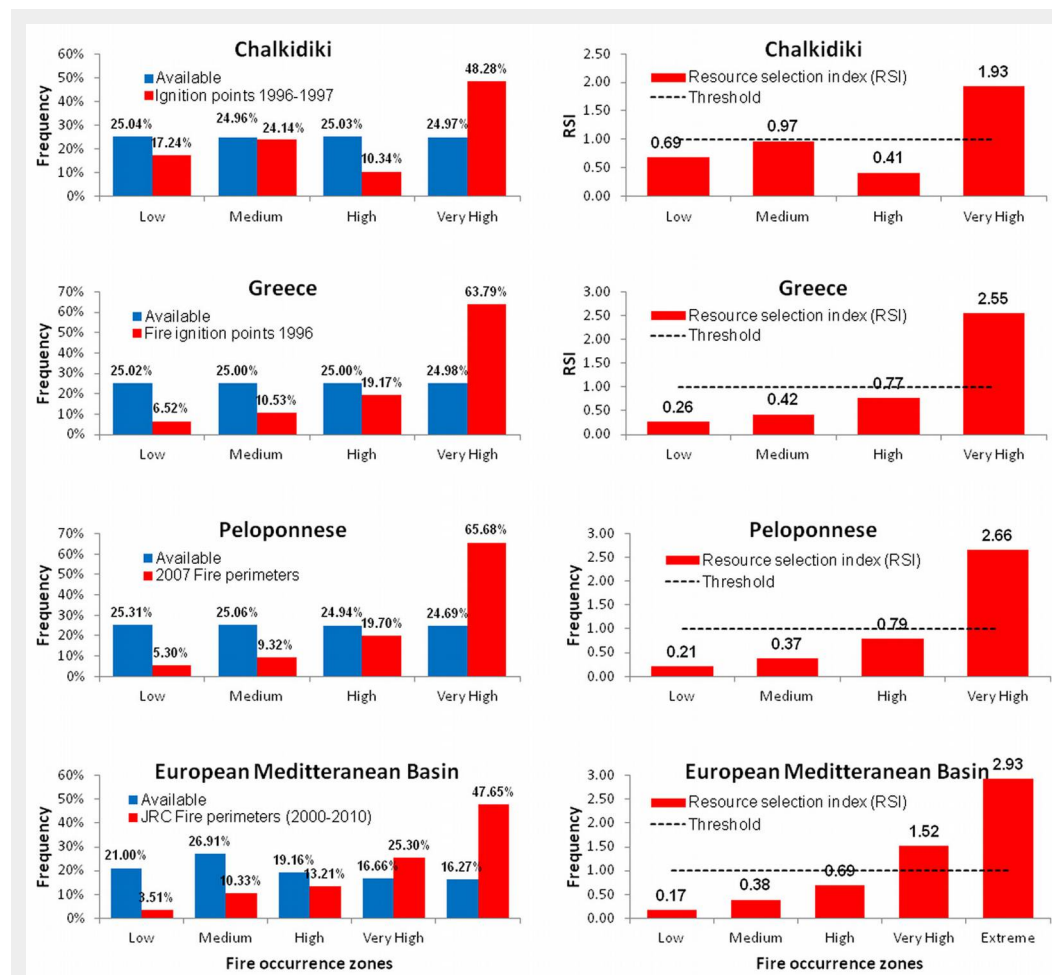 Chalkidiki
60%
50%
40%
30%
20%
10%
0%
Frequency
Available
Ignition points 1996-1997
25.04%
17.24%
24.96%
24.14%
25.03%
10.34%
24.97%
48.28%
Low Medium High Very High
Chalkidiki
2.50
2.00
1.50
1.00
0.50
0.00
RSI
Resource selection index (RSI)
Threshold
0.69
0.97
0.41
1.93
Low Medium High Very High
Greece
70%
60%
50%
40%
30%
20%
10%
0%
Frequency
Available
Fire ignition points 1996
25.02%
6.52%
25.00%
10.53%
25.00%
19.17%
24.98%
63.79%
Low Medium High Very High
Greece
3.00
2.50
2.00
1.50
1.00
0.50
0.00
RSI
Resource selection index (RSI)
Threshold
0.26
0.42
0.77
2.55
Low Medium High Very High
Peloponnese
70%
60%
50%
40%
30%
20%
10%
0%
Frequency
Available
2007 Fire perimeters
25.31%
5.30%
25.06%
9.32%
24.94%
19.70%
24.69%
65.68%
Low Medium High Very High
Peloponnese
3.00
2.50
2.00
1.50
1.00
0.50
0.00
Frequency
Resource selection index (RSI)
Threshold
0.21
0.37
0.79
2.66
Low Medium High Very High
European Meditteranean Basin
60%
50%
40%
30%
20%
10%
0%
Frequency
Available
JRC Fire perimeters (2000-2010)
21.00%
3.51%
26.91%
10.33%
19.16%
13.21%
16.66%
25.30%
16.27%
47.65%
Low Medium High Very High
Fire occurrence zones
European Meditteranean Basin
3.00
2.50
2.00
1.50
1.00
0.50
0.00
Frequency
Resource selection index (RSI)
Threshold
0.17
0.38
0.69
1.52
2.93
Low Medium High Very High Extreme
Fire occurrence zones